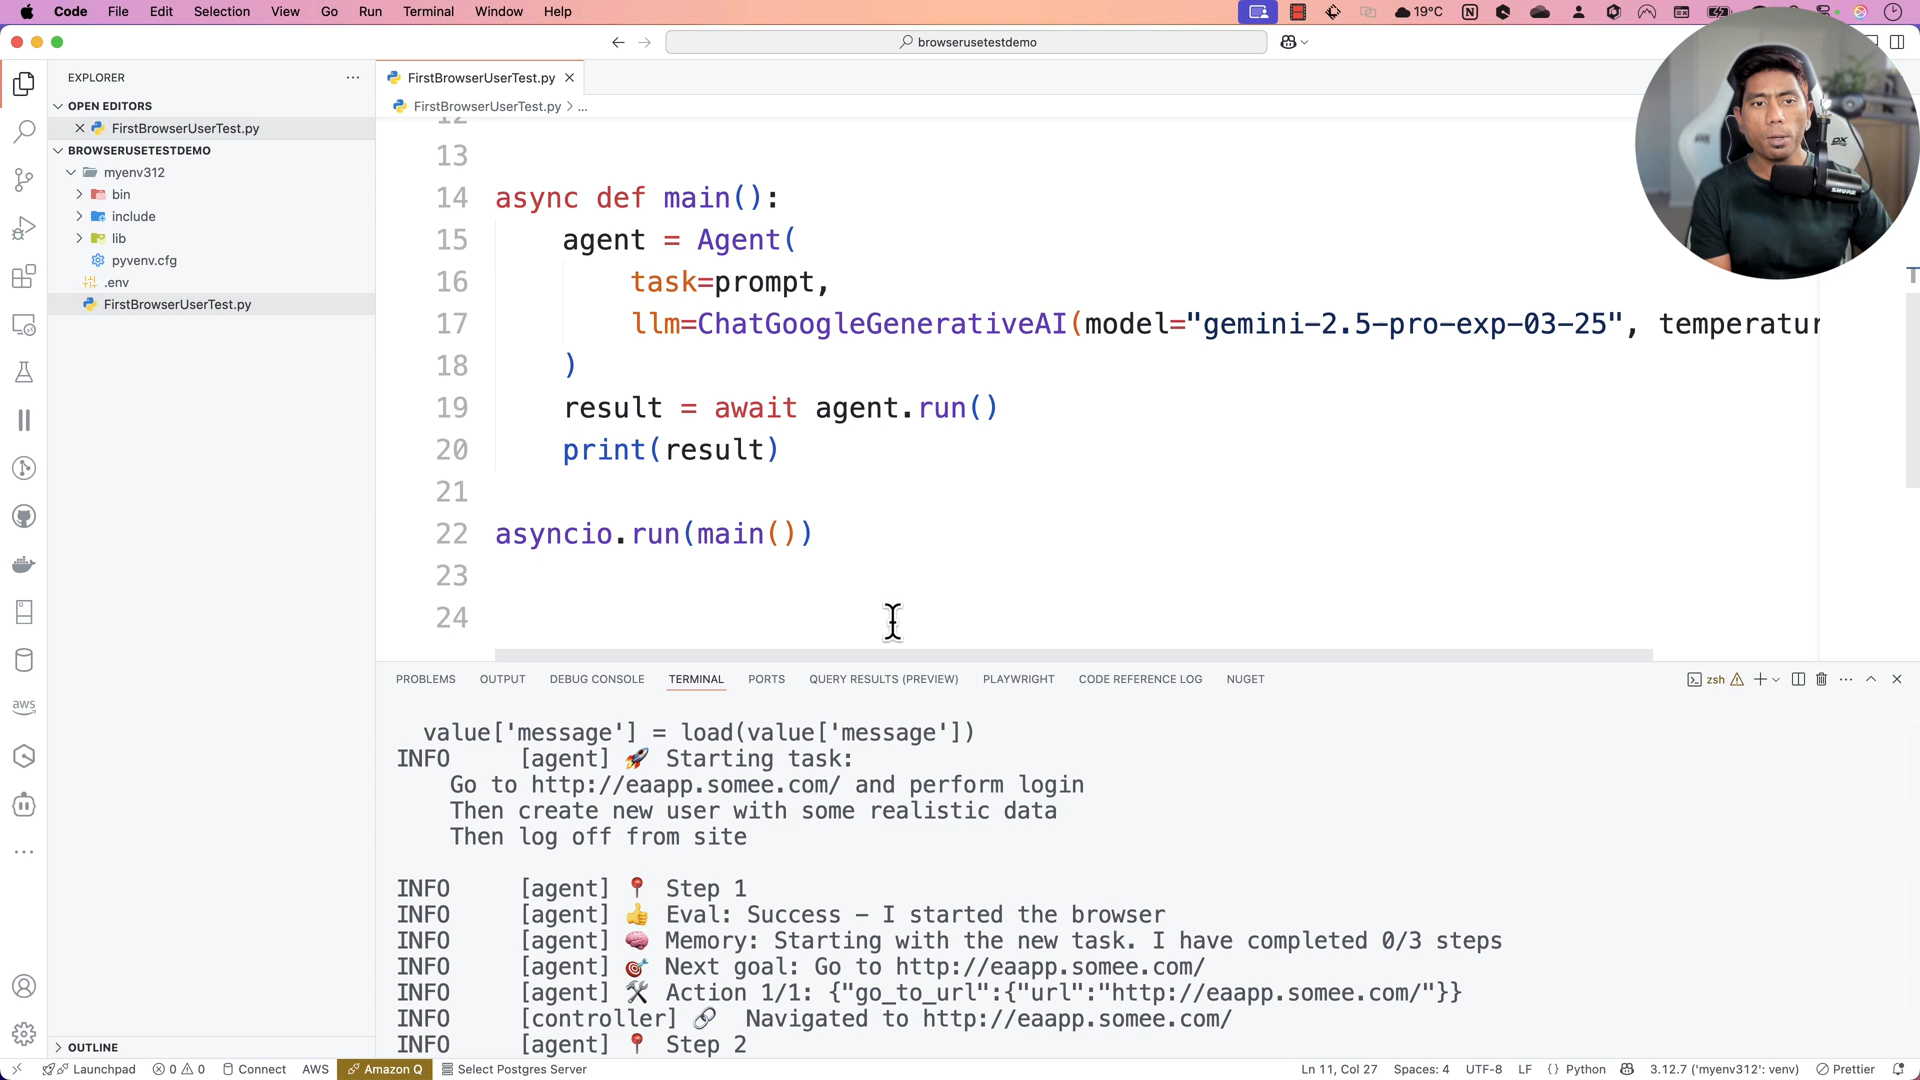 Code File Edit Selection View Go Run Terminal Window Help 19°C
browserusetestdemo
EXPLORER
OPEN EDITORS
FirstBrowserUserTest.py
BROWSERUSETESTDEMO
myenv312
bin
include
lib
pyvenv.cfg
.env
FirstBrowserUserTest.py
OUTLINE
FirstBrowserUserTest.py
FirstBrowserUserTest.py > ...
12
13
14 async def main():
15 agent = Agent(
16 task=prompt,
17 llm=ChatGoogleGenerativeAI(model="gemini-2.5-pro-exp-03-25", temperatur
18 )
19 result = await agent.run()
20 print(result)
21
22 asyncio.run(main())
23
24
PROBLEMS OUTPUT DEBUG CONSOLE TERMINAL PORTS QUERY RESULTS (PREVIEW) PLAYWRIGHT CODE REFERENCE LOG NUGET zsh
value['message'] = load(value['message'])
INFO [agent] 🚀 Starting task:
Go to http://eaapp.somee.com/ and perform login
Then create new user with some realistic data
Then log off from site
INFO [agent] 📍 Step 1
INFO [agent] 👍 Eval: Success – I started the browser
INFO [agent] 🧠 Memory: Starting with the new task. I have completed 0/3 steps
INFO [agent] 🎯 Next goal: Go to http://eaapp.somee.com/
INFO [agent] 🛠 Action 1/1: {"go_to_url":{"url":"http://eaapp.somee.com/"}}
INFO [controller] 🔗 Navigated to http://eaapp.somee.com/
INFO [agent] 📍 Step 2
aws
Launchpad 0 0 Connect AWS Amazon Q Select Postgres Server Ln 11, Col 27 Spaces: 4 UTF-8 LF {} Python 3.12.7 ('myenv312': venv) Prettier